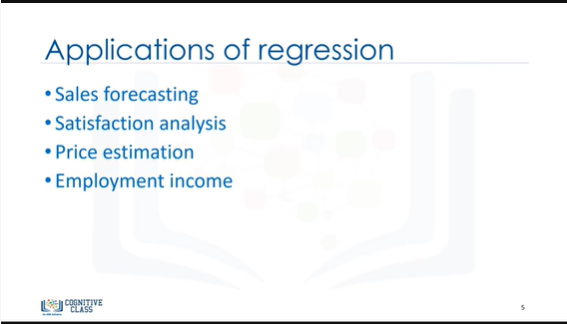 Applications of regression
• Sales forecasting
• Satisfaction analysis
• Price estimation
• Employment income
COGNITIVE
CLASS
5